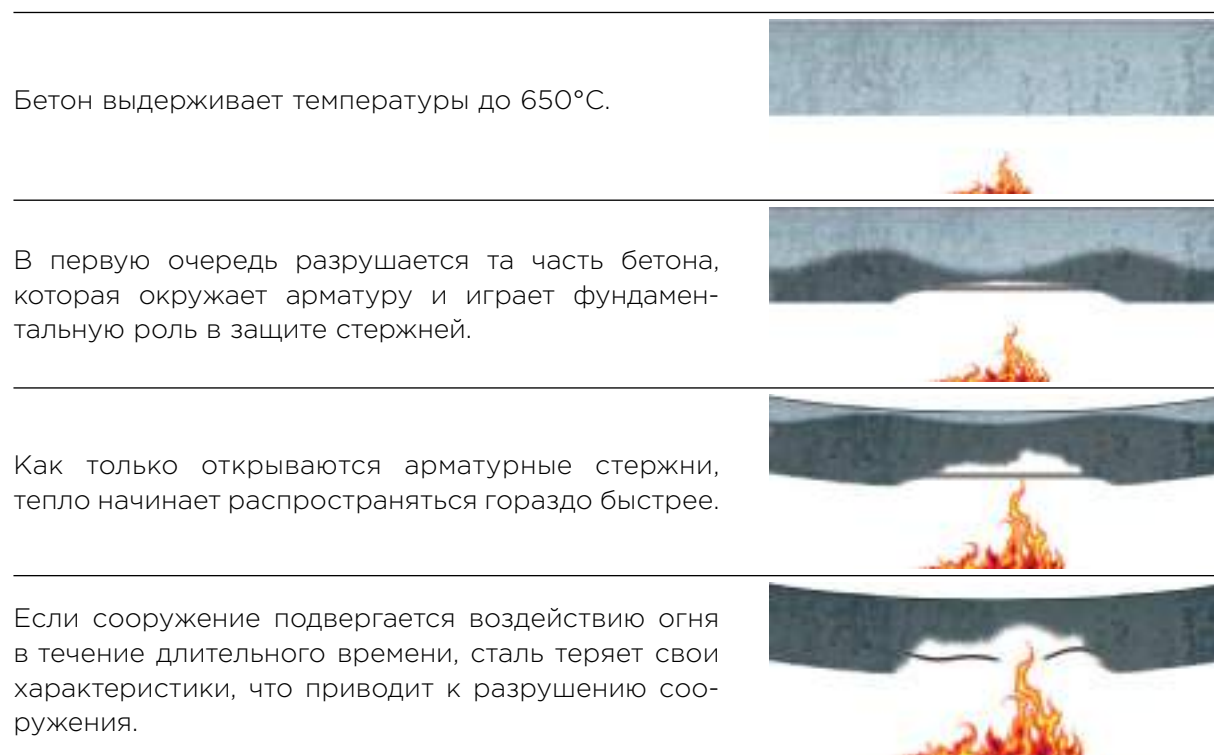 Бетон выдерживает температуры до 650°C.
В первую очередь разрушается та часть бетона,
которая окружает арматуру и играет фундамен-
тальную роль в защите стержней.
Как только открываются арматурные стержни,
тепло начинает распространяться гораздо быстрее.
Если сооружение подвергается воздействию огня
в течение длительного времени, сталь теряет свои
характеристики, что приводит к разрушению соо-
ружения.